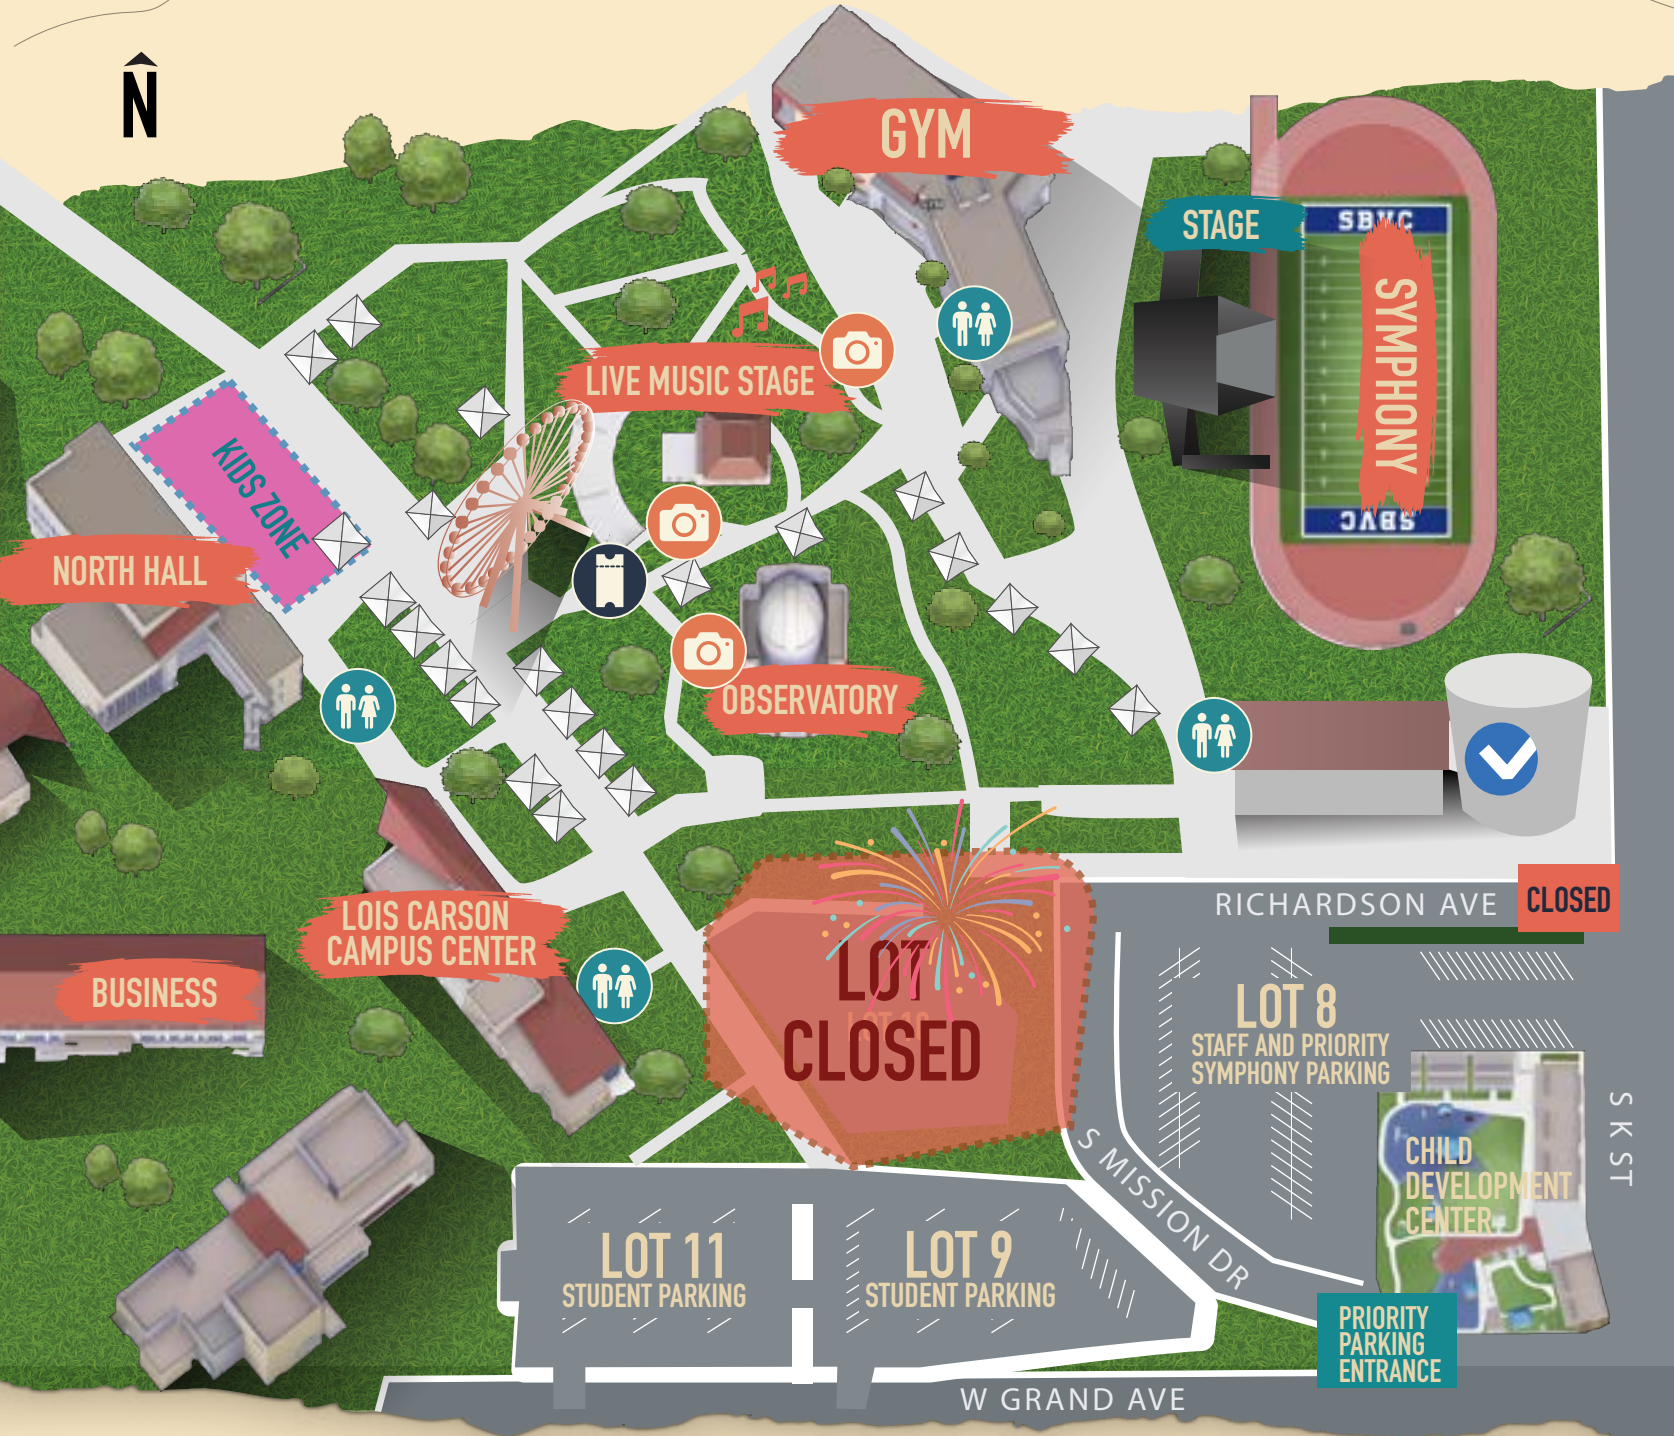 N
GYM
STAGE
SBVC
SYMPHONY
SBVC
LIVE MUSIC STAGE
KIDS ZONE
NORTH HALL
OBSERVATORY
RICHARDSON AVE
CLOSED
LOIS CARSON
CAMPUS CENTER
BUSINESS
LOT
LOT 10
CLOSED
LOT 8
STAFF AND PRIORITY
SYMPHONY PARKING
S K ST
CHILD
DEVELOPMENT
CENTER
S MISSION DR
LOT 11
STUDENT PARKING
LOT 9
STUDENT PARKING
PRIORITY
PARKING
ENTRANCE
W GRAND AVE